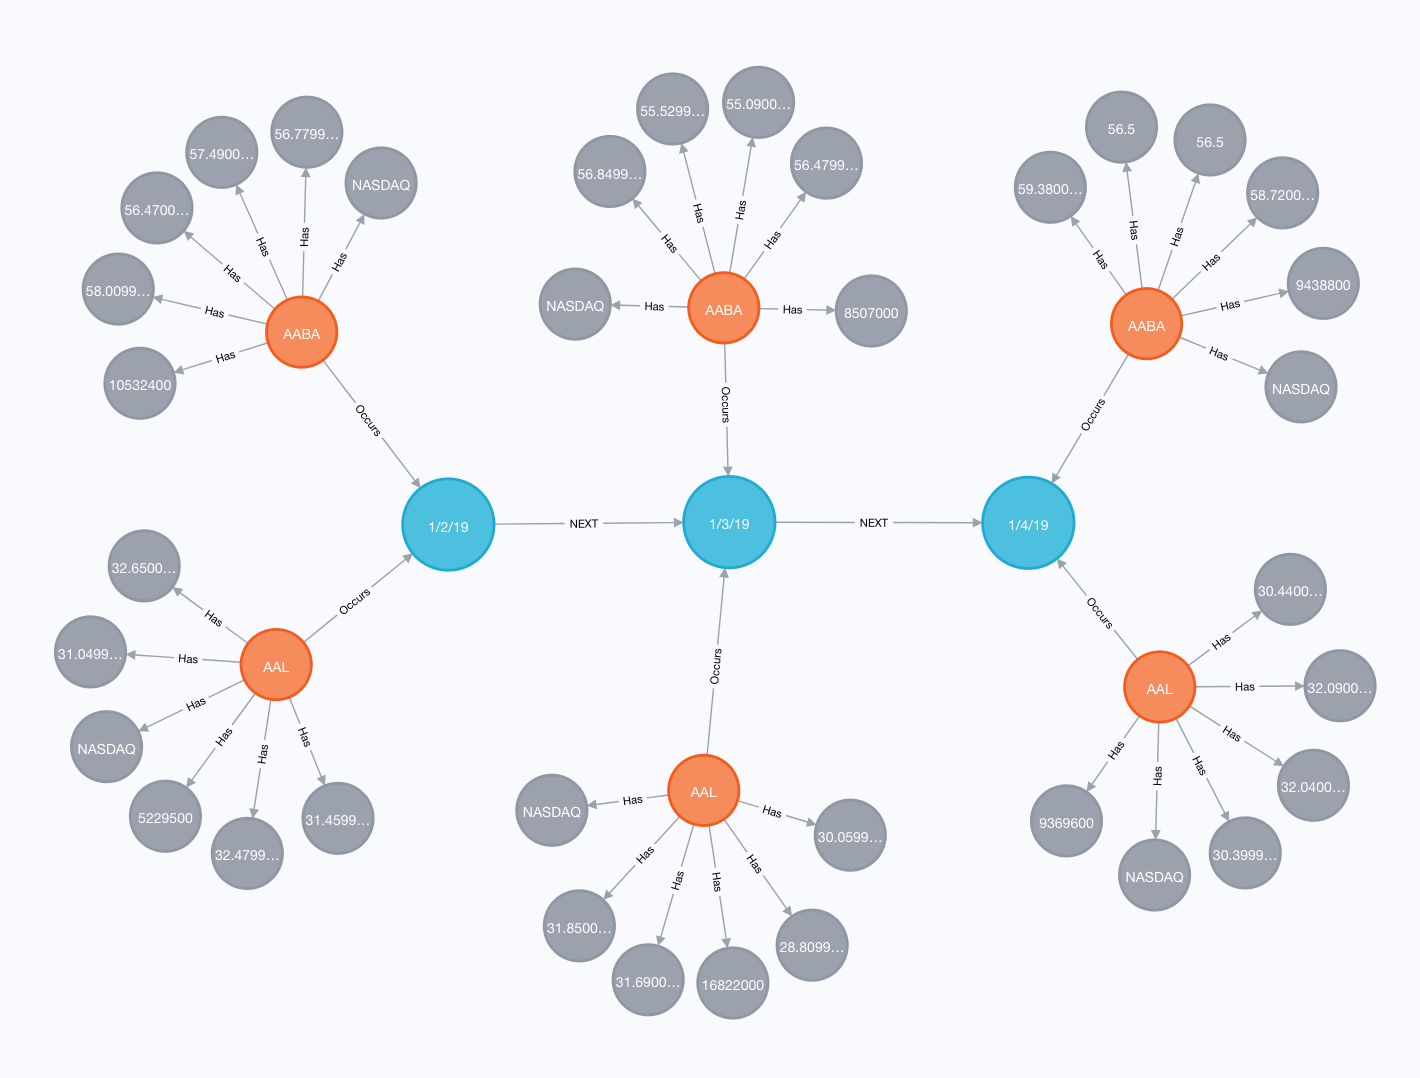 56.7799…
57.4900…
NASDAQ
56.4700…
Has
Has
Has
Has
58.0099…
Has
AABA
Has
10532400
Occurs
55.0900…
55.5299…
56.4799…
56.8499…
Has
Has
Has
Has
NASDAQ
Has
AABA
Has
8507000
Occurs
56.5
56.5
59.3800…
58.7200…
Has
Has
Has
Has
9438800
Has
AABA
Has
NASDAQ
Occurs
1/2/19
NEXT
1/3/19
NEXT
1/4/19
32.6500…
Occurs
Has
31.0499…
Has
AAL
Has
NASDAQ
Has
Has
Has
5229500
31.4599…
32.4799…
Occurs
AAL
NASDAQ
Has
Has
30.0599…
Has
Has
Has
Has
31.8500…
28.8099…
31.6900…
16822000
Occurs
30.4400…
Has
AAL
Has
32.0900…
Has
Has
Has
Has
32.0400…
9369600
30.3999…
NASDAQ